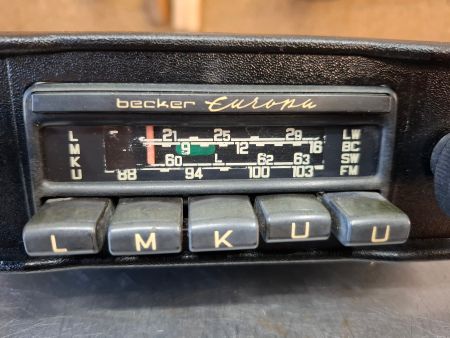 becker Europa
L 21 25 29 LW
M 9 12 16 BC
K 60 L 62 63 SW
U 88 94 100 103 FM
L M K U U